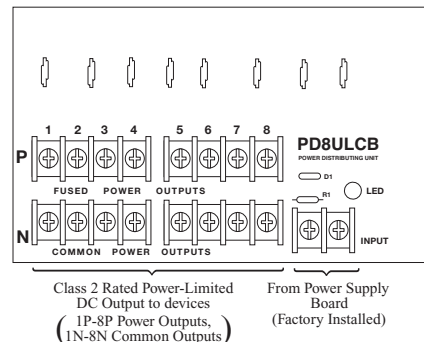 1 2 3 4 5 6 7 8
P
PD8ULCB
POWER DISTRIBUTING UNIT
D1
LED
FUSED POWER OUTPUTS
R1
N
INPUT
COMMON POWER OUTPUTS
Class 2 Rated Power-Limited
DC Output to devices
(1P-8P Power Outputs,
1N-8N Common Outputs)
From Power Supply
Board
(Factory Installed)